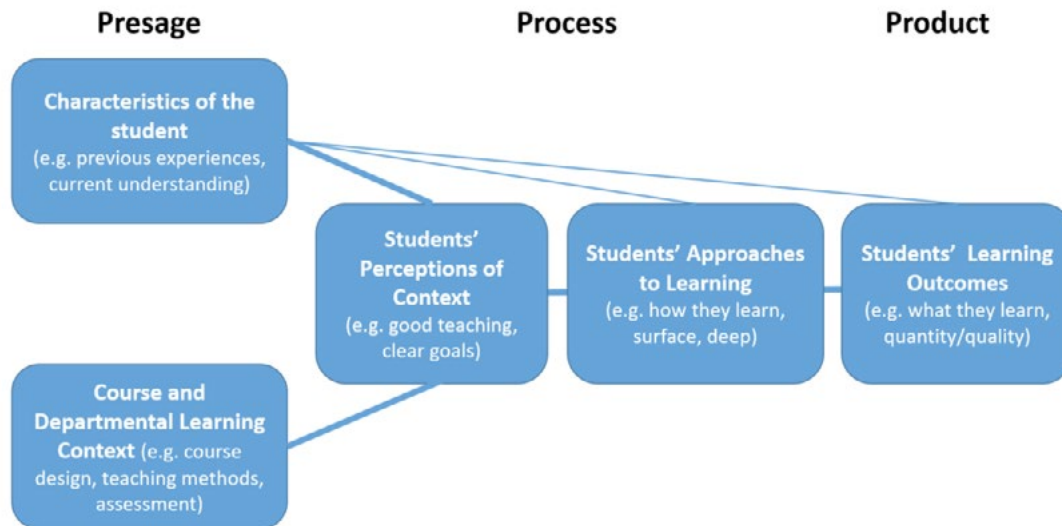 Presage
Process
Product
Characteristics of the
student
(e.g. previous experiences,
current understanding)
Students’
Perceptions of
Context
(e.g. good teaching,
clear goals)
Students’ Approaches
to Learning
(e.g. how they learn,
surface, deep)
Students’  Learning
Outcomes
(e.g. what they learn,
quantity/quality)
Course and
Departmental Learning
Context (e.g. course
design, teaching methods,
assessment)